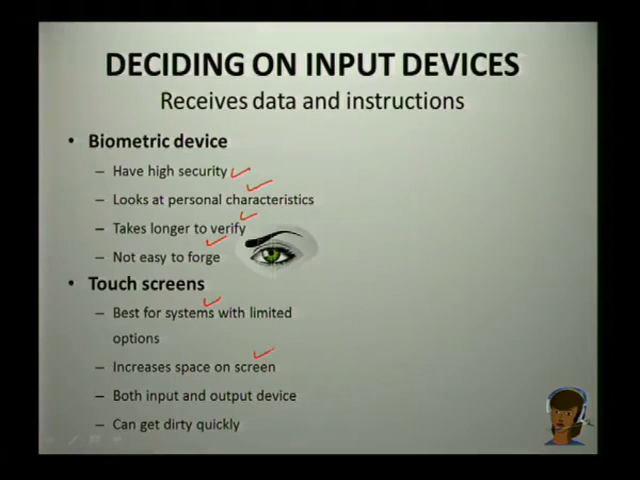 DECIDING ON INPUT DEVICES
Receives data and instructions
• Biometric device
– Have high security
– Looks at personal characteristics
– Takes longer to verify
– Not easy to forge
• Touch screens
– Best for systems with limited
options
– Increases space on screen
– Both input and output device
– Can get dirty quickly